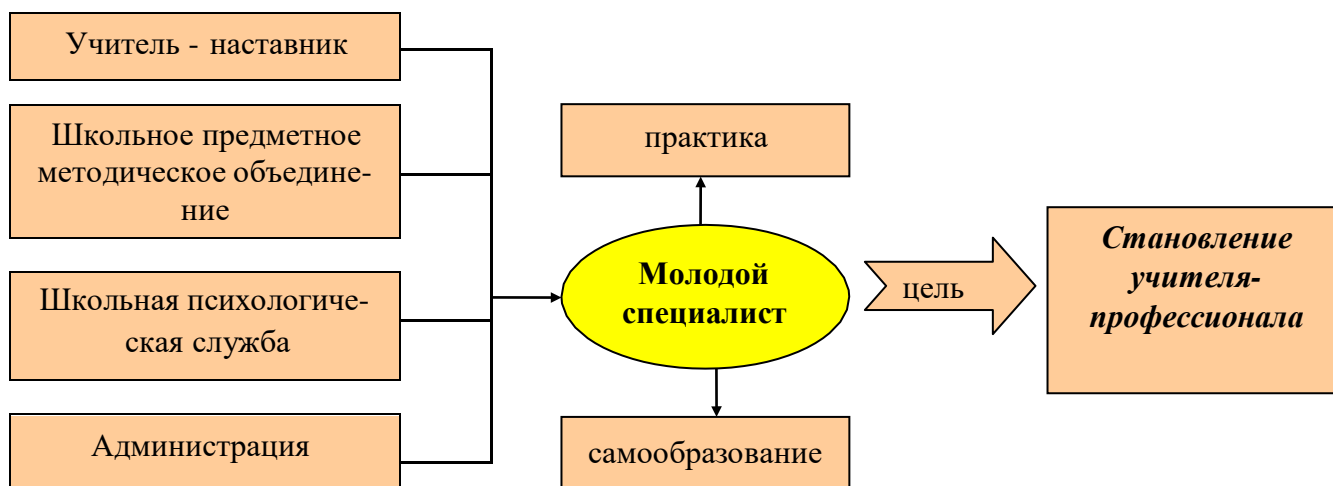 Учитель - наставник
Школьное предметное
методическое объедине-
ние
Школьная психологиче-
ская служба
Администрация
практика
Молодой
специалист
самообразование
цель
Становление
учителя-
профессионала